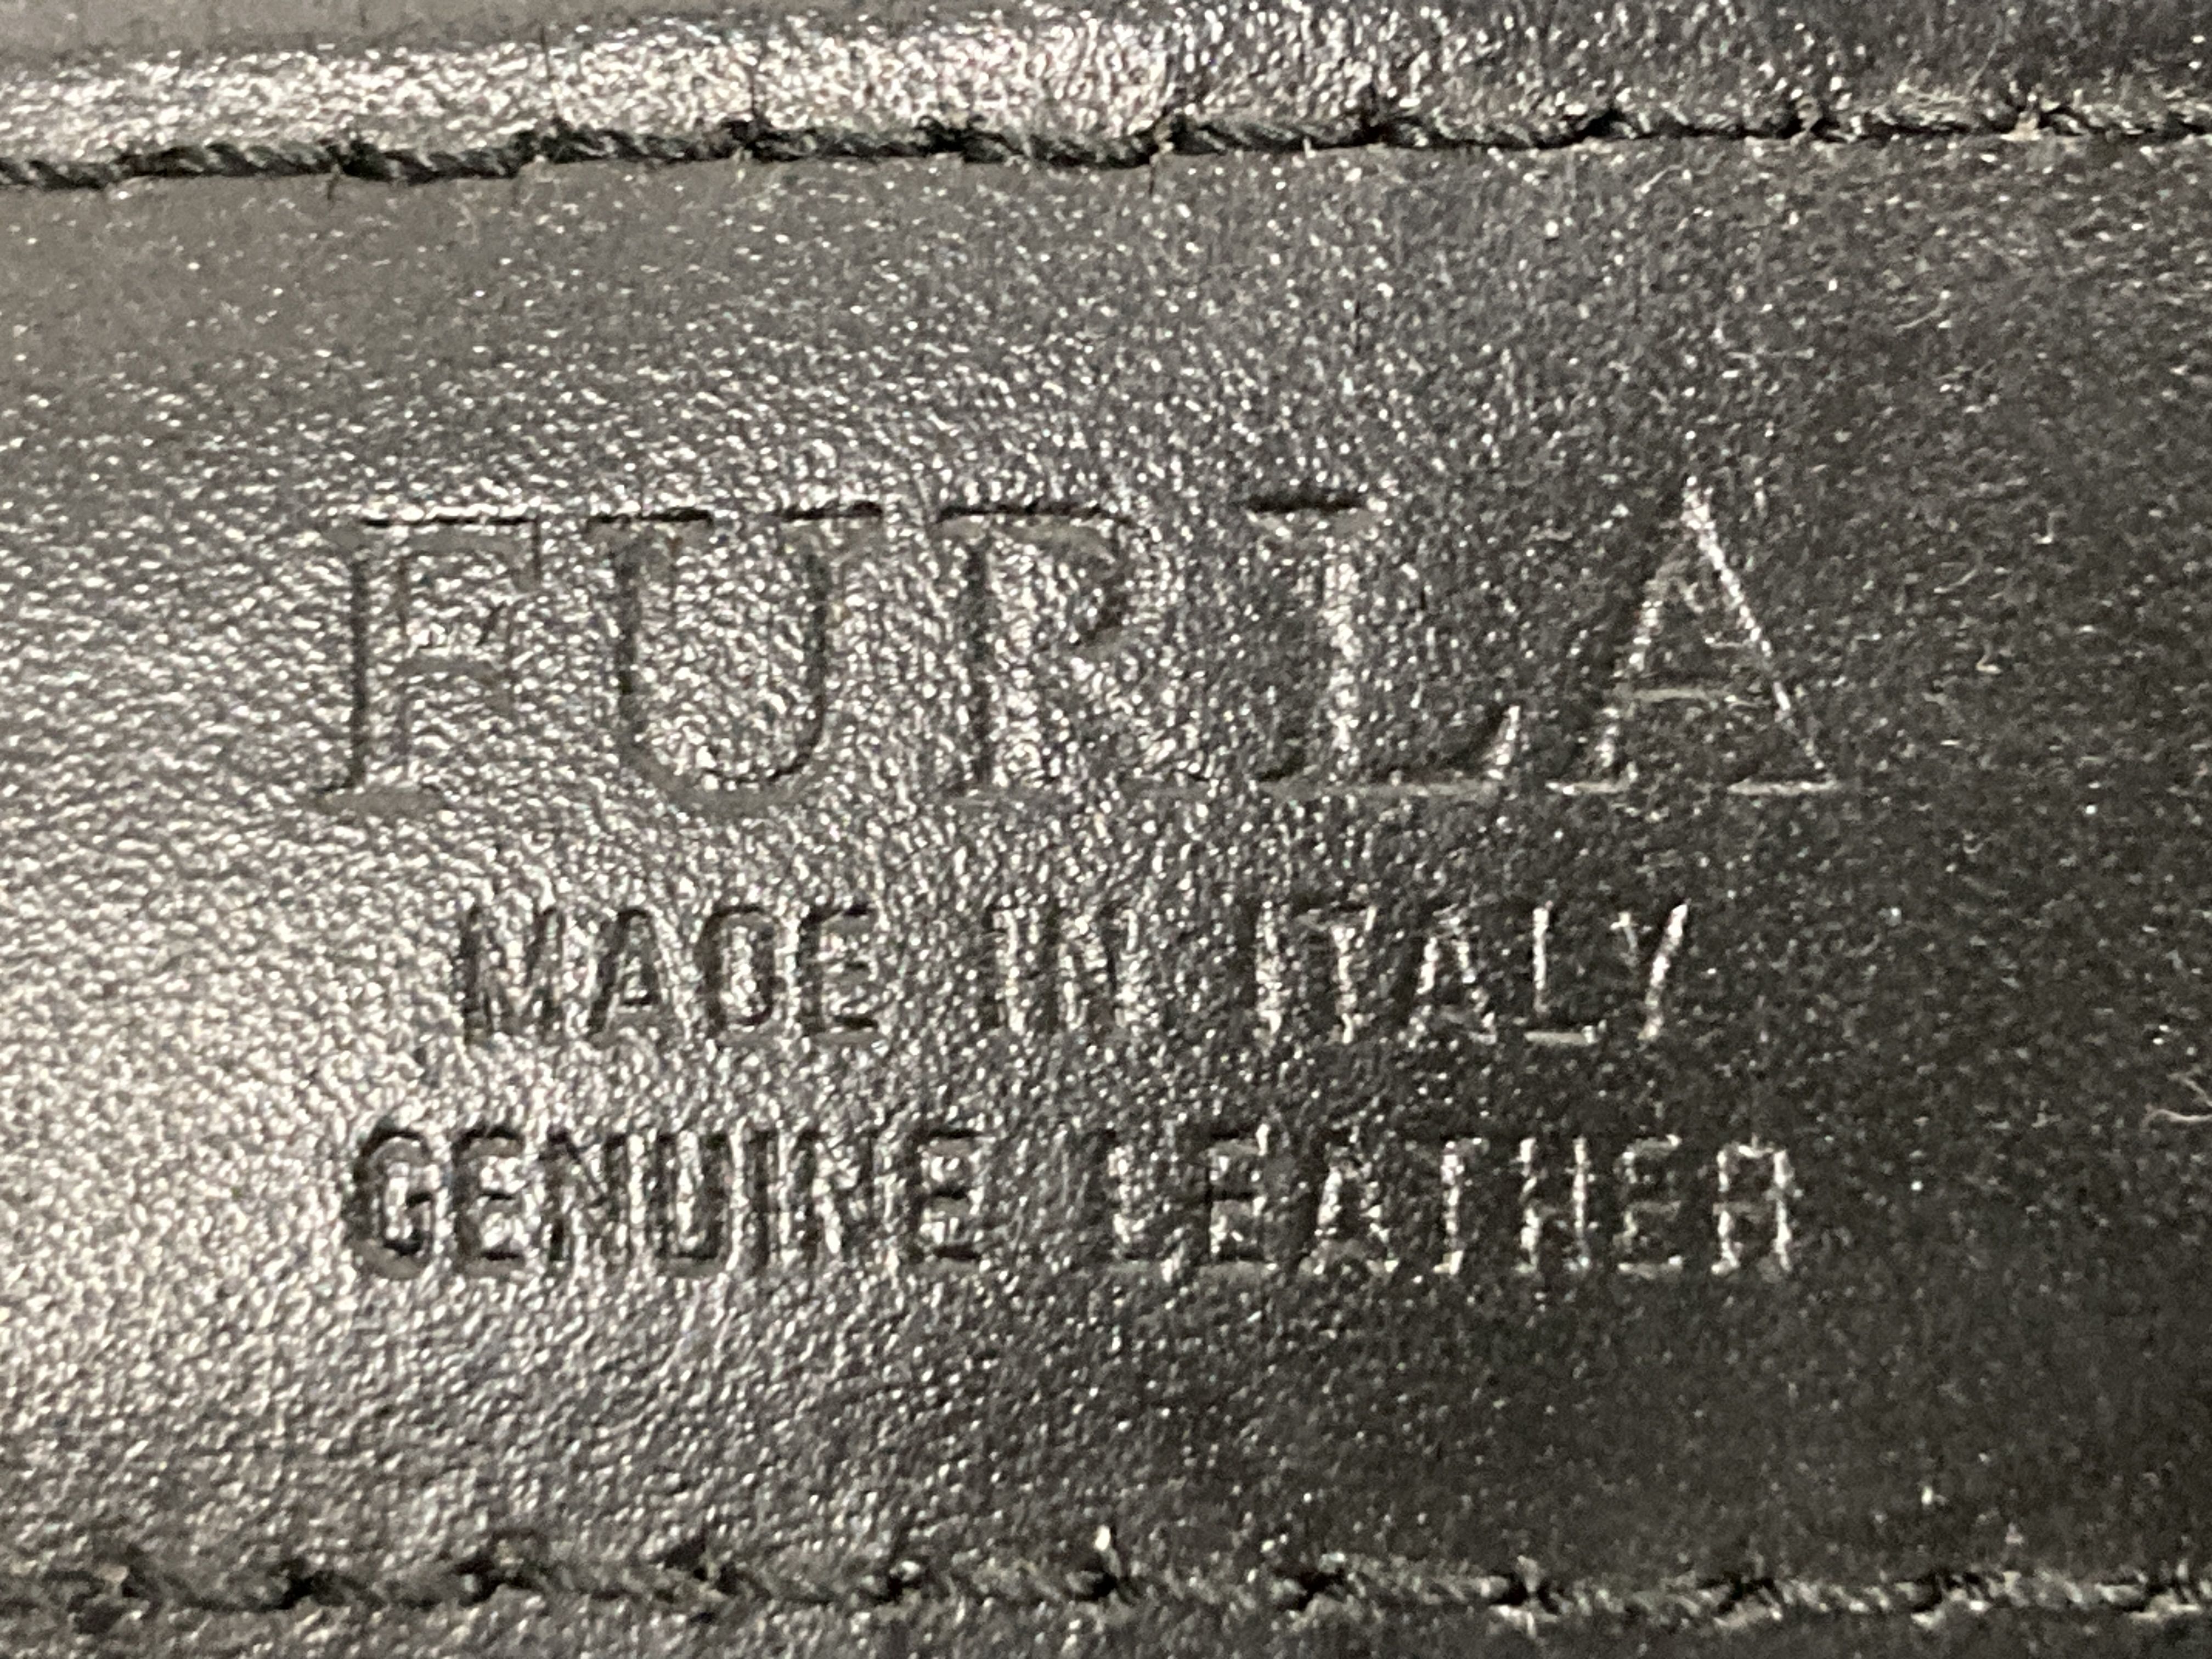 FURLA
MADE IN ITALY
GENUINE LEATHER